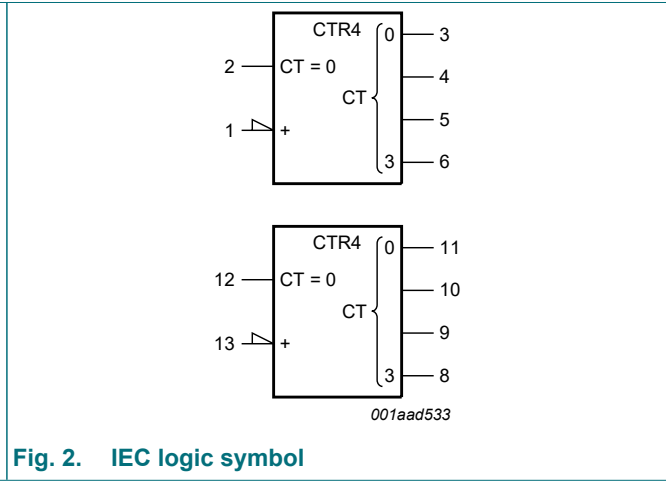 CTR4 0 3
2 CT = 0
4
CT
5
1 +
3 6
CTR4 0 11
12 CT = 0
10
CT
9
13 +
3 8
001aad533
Fig. 2. IEC logic symbol